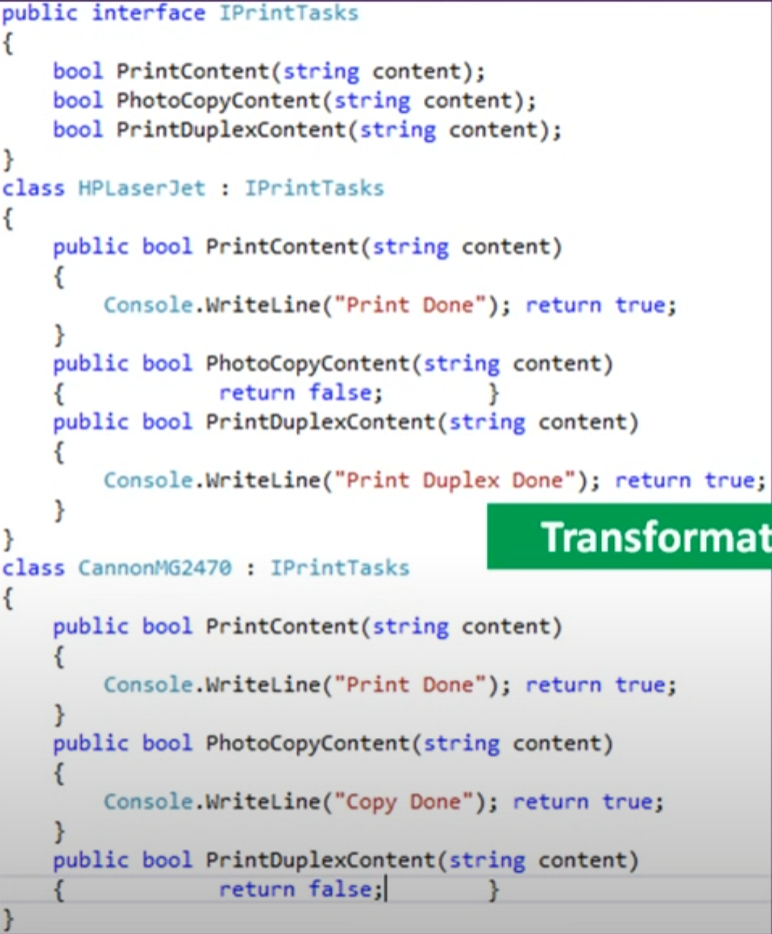 public interface IPrintTasks
{
    bool PrintContent(string content);
    bool PhotoCopyContent(string content);
    bool PrintDuplexContent(string content);
}
class HPLaserJet : IPrintTasks
{
    public bool PrintContent(string content)
    {
        Console.WriteLine("Print Done"); return true;
    }
    public bool PhotoCopyContent(string content)
    {            return false;        }
    public bool PrintDuplexContent(string content)
    {
        Console.WriteLine("Print Duplex Done"); return true;
    }
}
Transformat
class CannonMG2470 : IPrintTasks
{
    public bool PrintContent(string content)
    {
        Console.WriteLine("Print Done"); return true;
    }
    public bool PhotoCopyContent(string content)
    {
        Console.WriteLine("Copy Done"); return true;
    }
    public bool PrintDuplexContent(string content)
    {            return false;        }
}